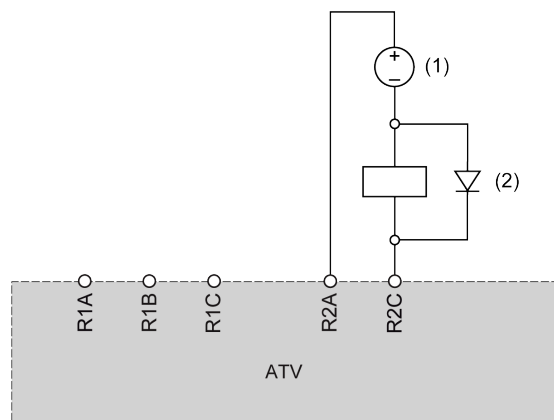 +
−
(1)
(2)
R1A
R1B
R1C
R2A
R2C
ATV